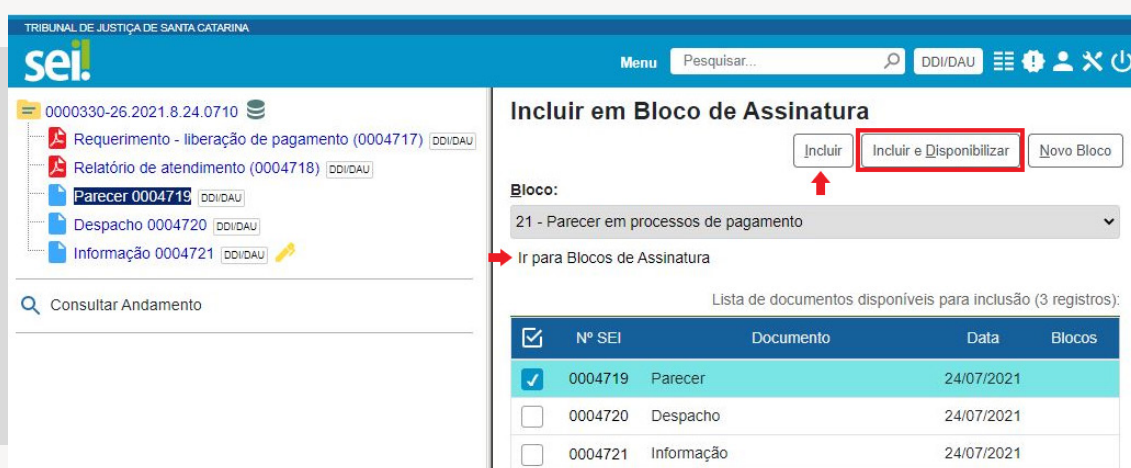 TRIBUNAL DE JUSTIÇA DE SANTA CATARINA
sei!
Menu Pesquisar... DDI/DAU
0000330-26.2021.8.24.0710
Requerimento - liberação de pagamento (0004717) DDI/DAU
Relatório de atendimento (0004718) DDI/DAU
Parecer 0004719 DDI/DAU
Despacho 0004720 DDI/DAU
Informação 0004721 DDI/DAU
Consultar Andamento
Incluir em Bloco de Assinatura
Incluir Incluir e Disponibilizar Novo Bloco
Bloco:
21 - Parecer em processos de pagamento
Ir para Blocos de Assinatura
Lista de documentos disponíveis para inclusão (3 registros):
Nº SEI Documento Data Blocos
0004719 Parecer 24/07/2021
0004720 Despacho 24/07/2021
0004721 Informação 24/07/2021